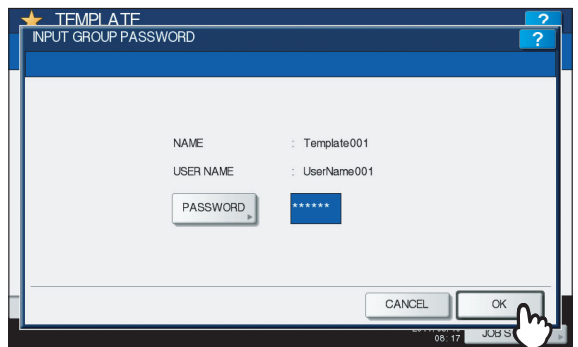 TEMPLATE ?
INPUT GROUP PASSWORD ?
NAME : Template001
USER NAME : UserName001
PASSWORD ******
CANCEL OK
08:17 JOB S